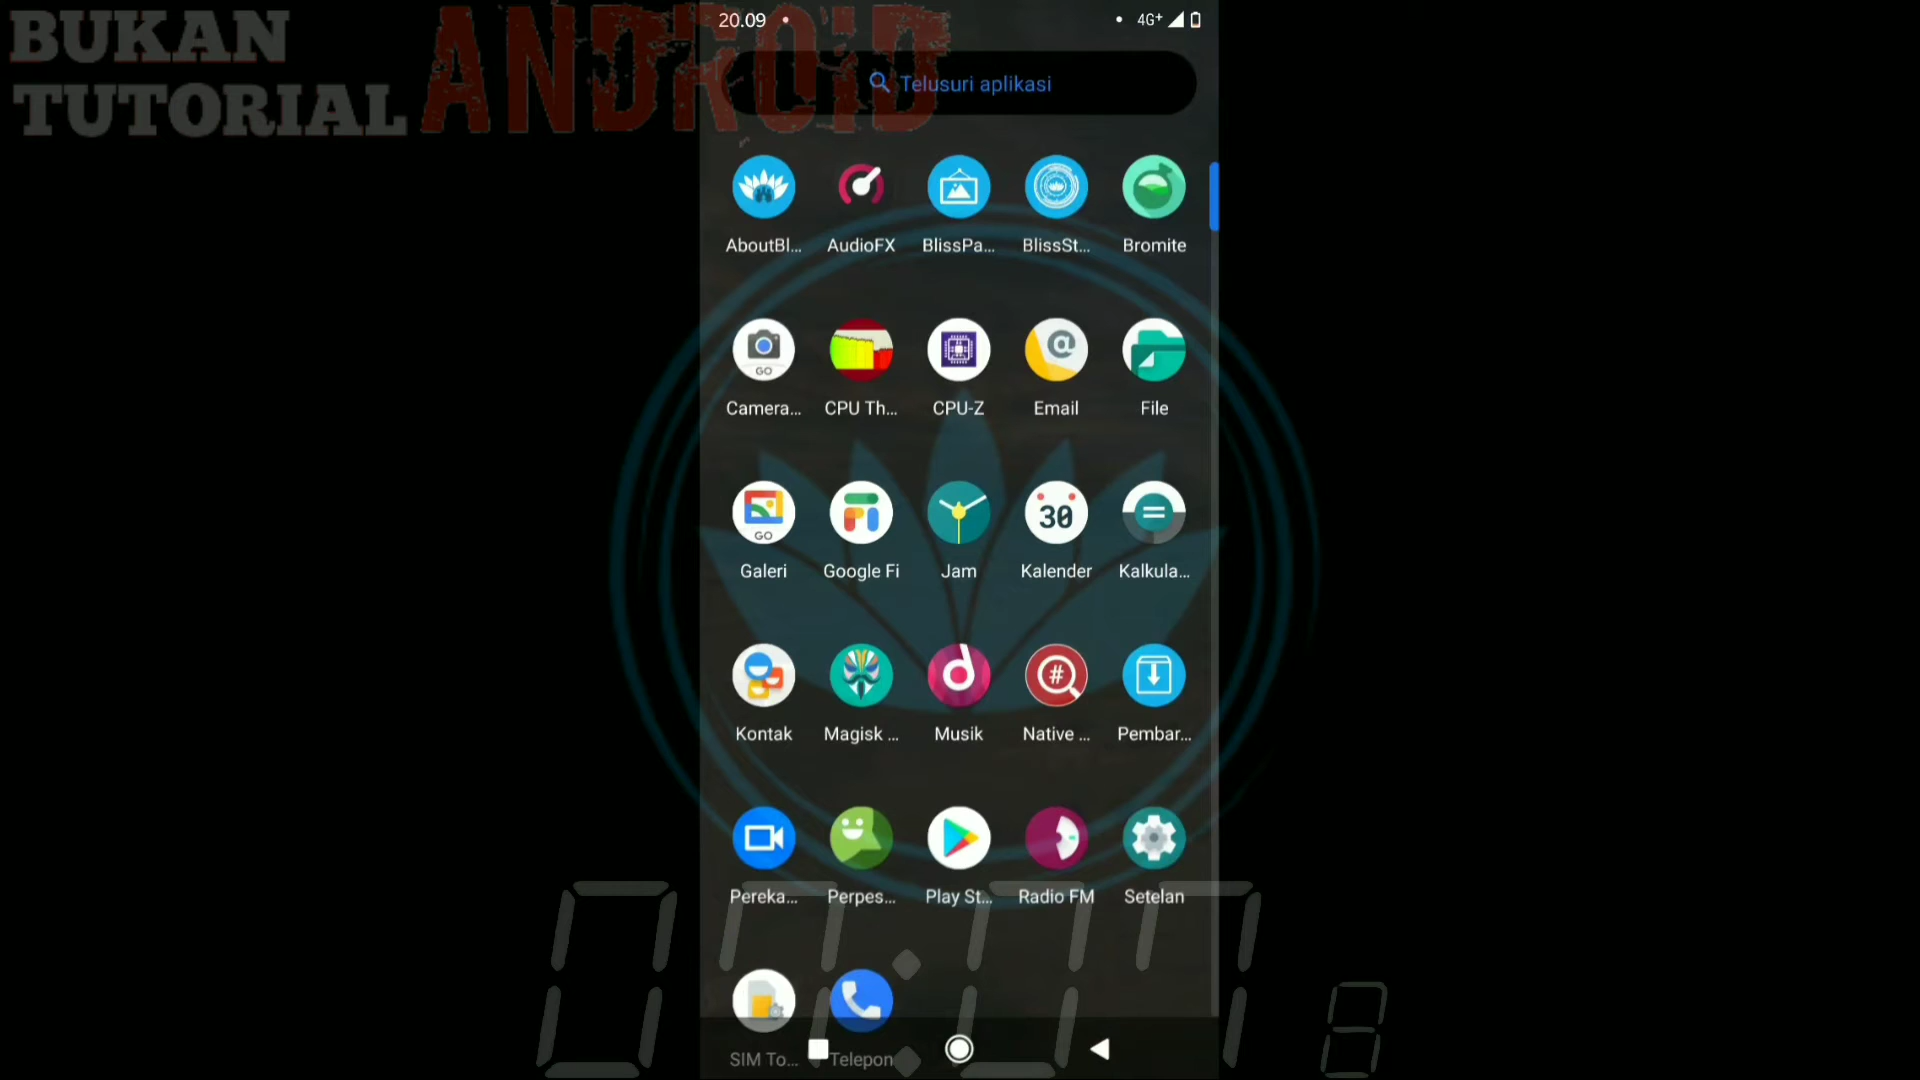 BUKAN
TUTORIAL
ANDROID
20.09
4G+
Telusuri aplikasi
AboutBl...
AudioFX
BlissPa...
BlissSt...
Bromite
GO
Camera...
CPU Th...
CPU-Z
@
Email
File
GO
Galeri
Google Fi
Jam
30
Kalender
Kalkula...
Kontak
Magisk ...
Musik
#
Native ...
Pembar...
Pereka...
Perpes...
Play St...
Radio FM
Setelan
SIM To...
Telepon